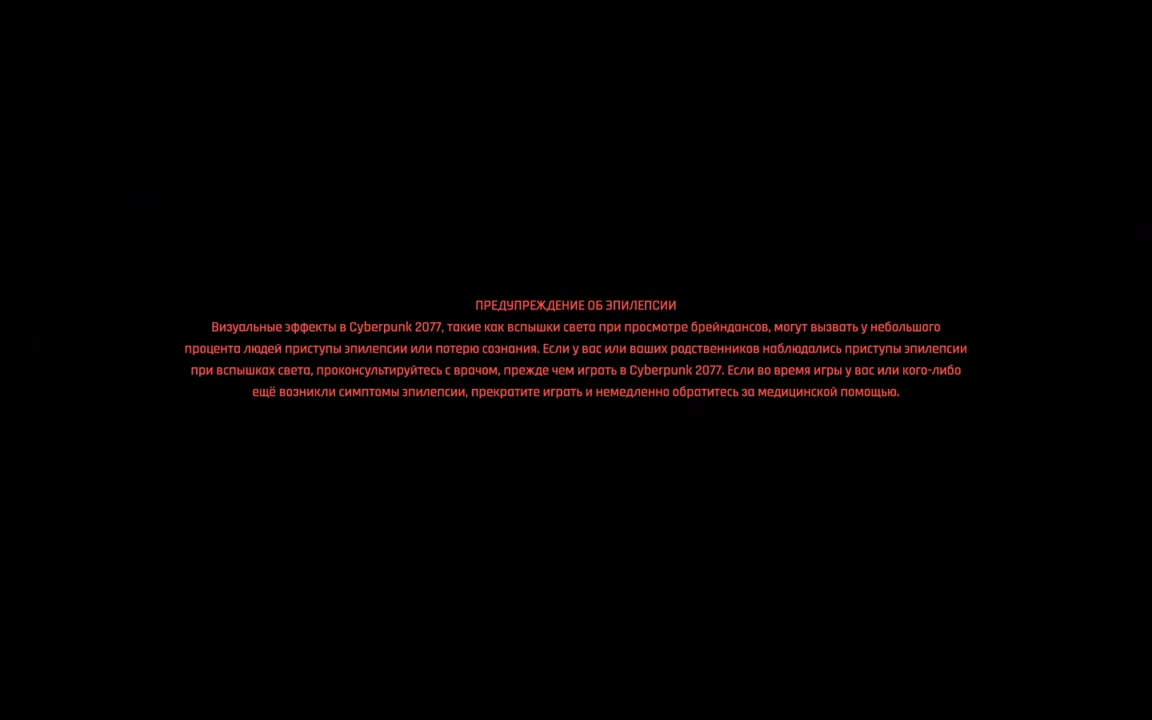 ПРЕДУПРЕЖДЕНИЕ ОБ ЭПИЛЕПСИИ
Визуальные эффекты в Cyberpunk 2077, такие как вспышки света при просмотре брейндансов, могут вызвать у небольшого
процента людей приступы эпилепсии или потерю сознания. Если у вас или ваших родственников наблюдались приступы эпилепсии
при вспышках света, проконсультируйтесь с врачом, прежде чем играть в Cyberpunk 2077. Если во время игры у вас или кого-либо
ещё возникли симптомы эпилепсии, прекратите играть и немедленно обратитесь за медицинской помощью.